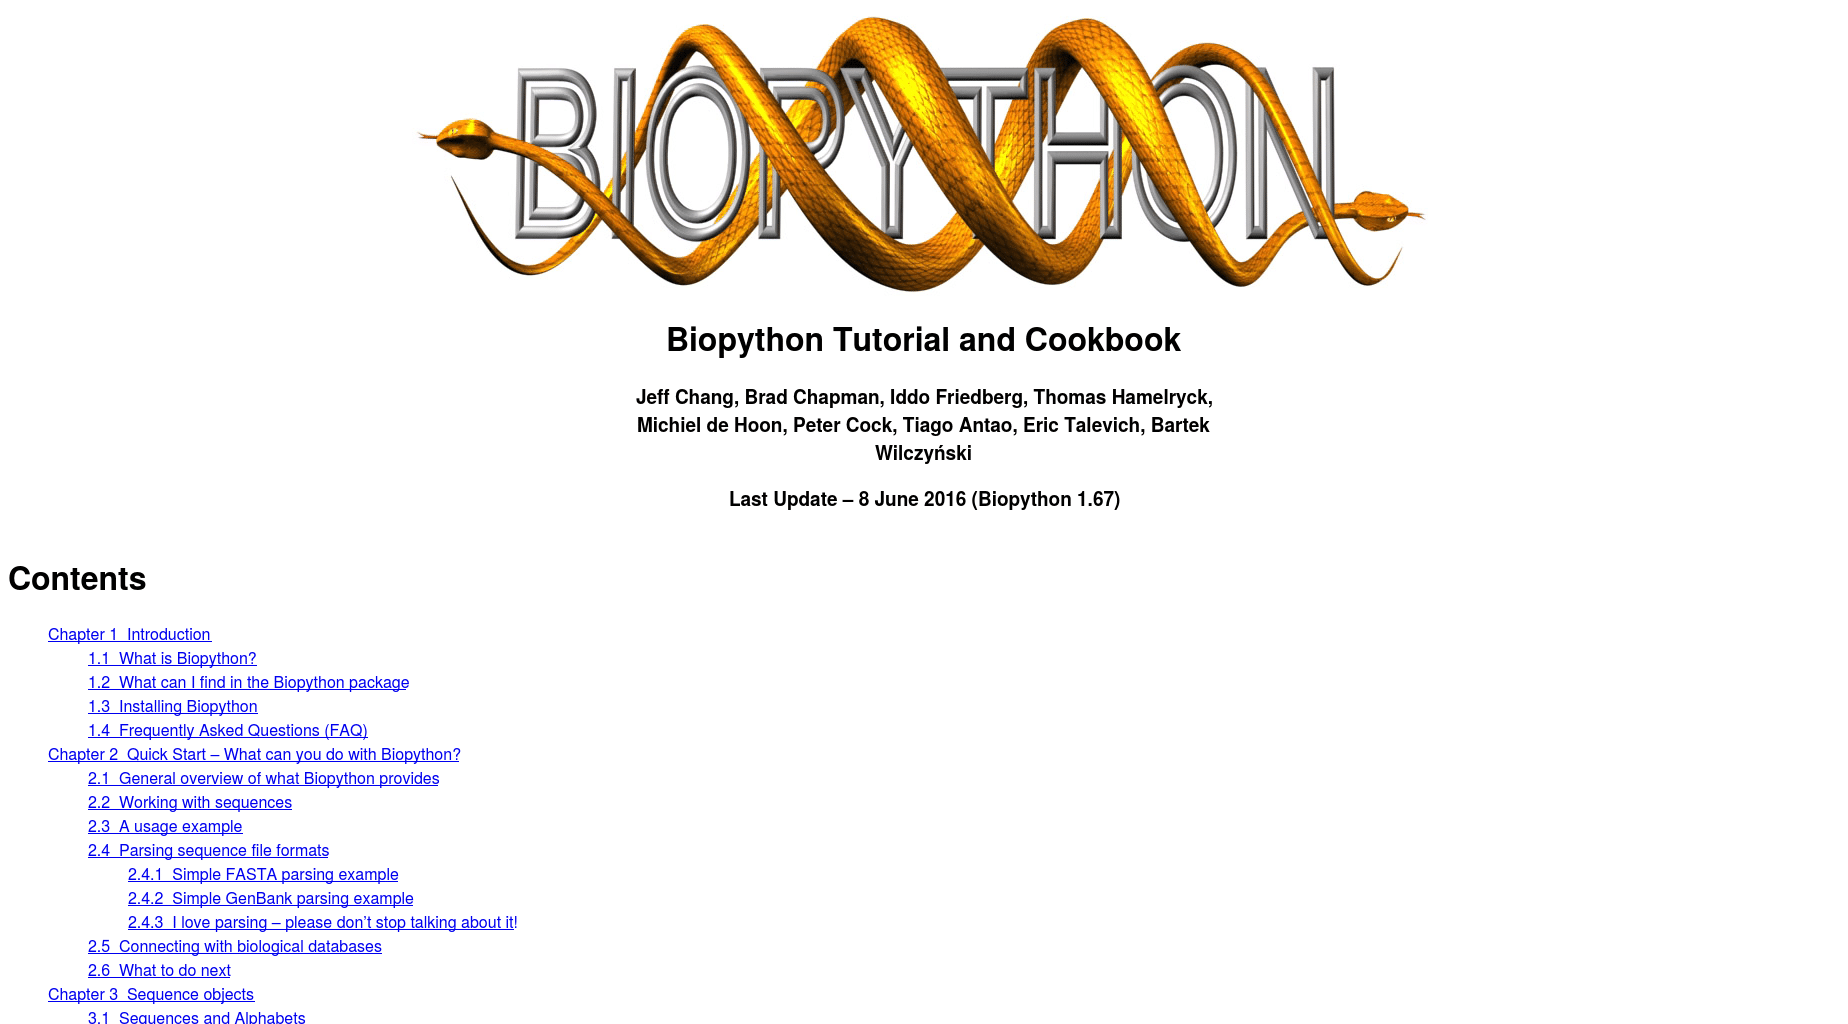 BIOPYTHON
Biopython Tutorial and Cookbook
Jeff Chang, Brad Chapman, Iddo Friedberg, Thomas Hamelryck,
Michiel de Hoon, Peter Cock, Tiago Antao, Eric Talevich, Bartek
Wilczyński
Last Update – 8 June 2016 (Biopython 1.67)
Contents
Chapter 1  Introduction
1.1  What is Biopython?
1.2  What can I find in the Biopython package
1.3  Installing Biopython
1.4  Frequently Asked Questions (FAQ)
Chapter 2  Quick Start – What can you do with Biopython?
2.1  General overview of what Biopython provides
2.2  Working with sequences
2.3  A usage example
2.4  Parsing sequence file formats
2.4.1  Simple FASTA parsing example
2.4.2  Simple GenBank parsing example
2.4.3  I love parsing – please don’t stop talking about it!
2.5  Connecting with biological databases
2.6  What to do next
Chapter 3  Sequence objects
3.1  Sequences and Alphabets